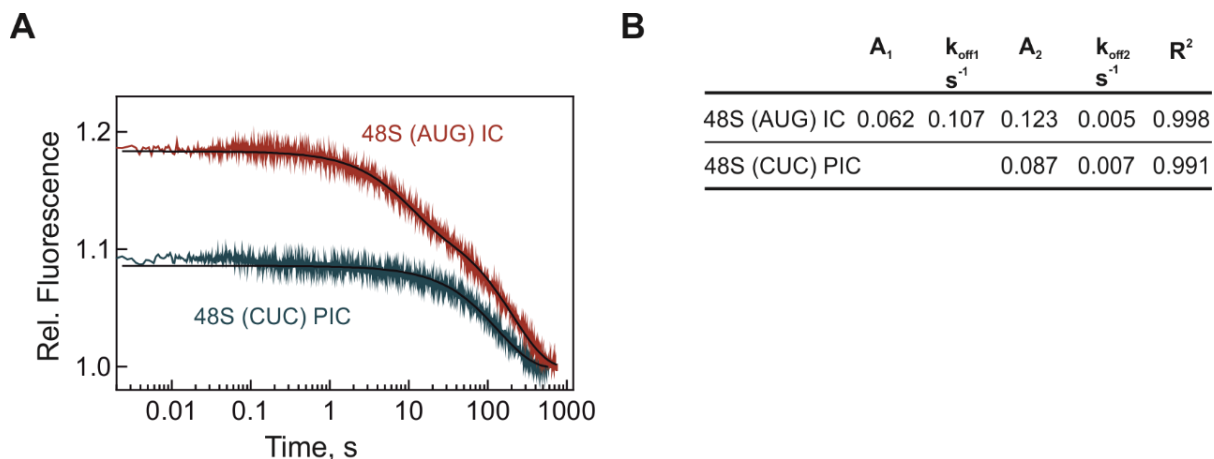 A
Rel. Fluorescence
1.2
1.1
1.0
48S (AUG) IC
48S (CUC) PIC
0.01 0.1 1 10 100 1000
Time, s
B
A₁ k_off1 A₂ k_off2 R²
s⁻¹ s⁻¹
48S (AUG) IC 0.062 0.107 0.123 0.005 0.998
48S (CUC) PIC 0.087 0.007 0.991